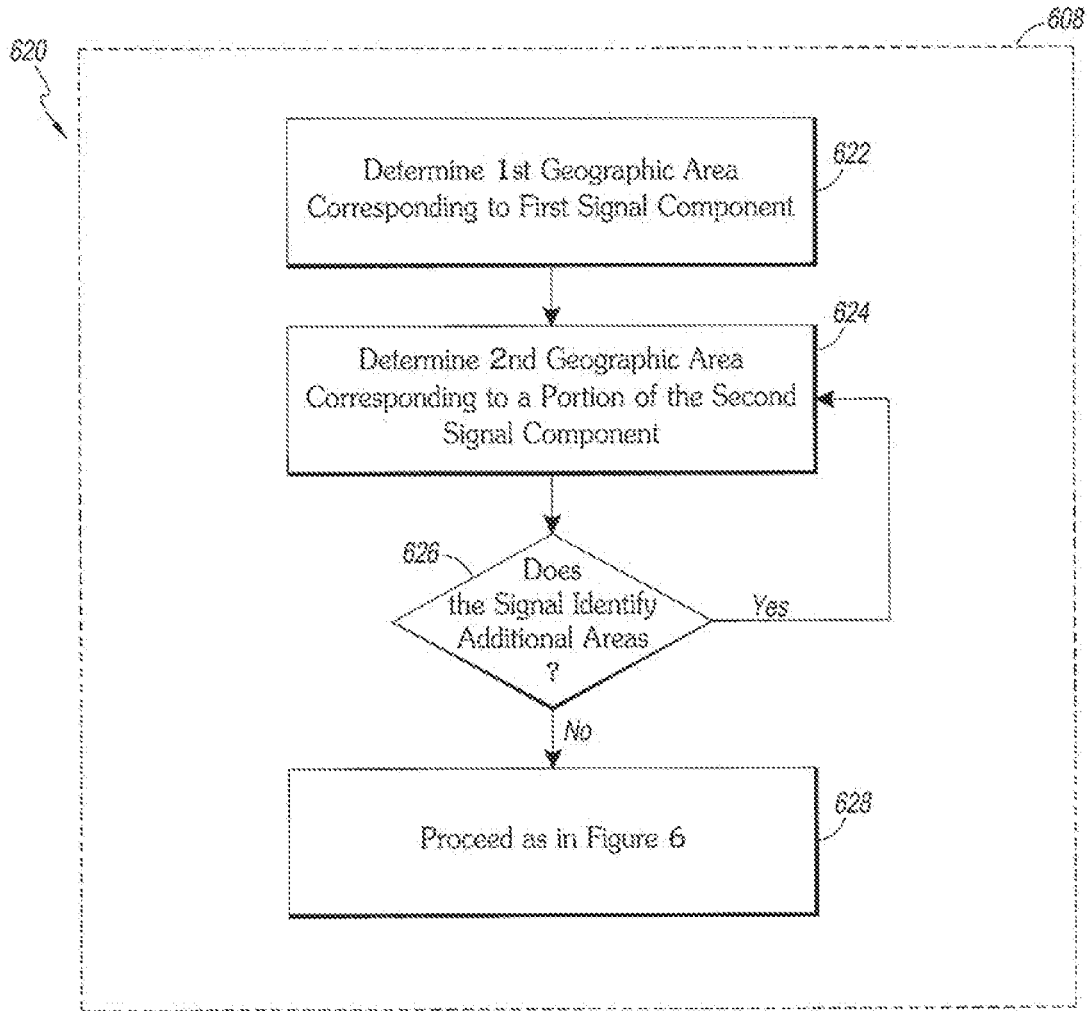 608
620
Determine 1st Geographic Area
Corresponding to First Signal Component
622
624
Determine 2nd Geographic Area
Corresponding to a Portion of the Second
Signal Component
626
Does
the Signal Identify
Additional Areas
?
Yes
No
Proceed as in Figure 6
628